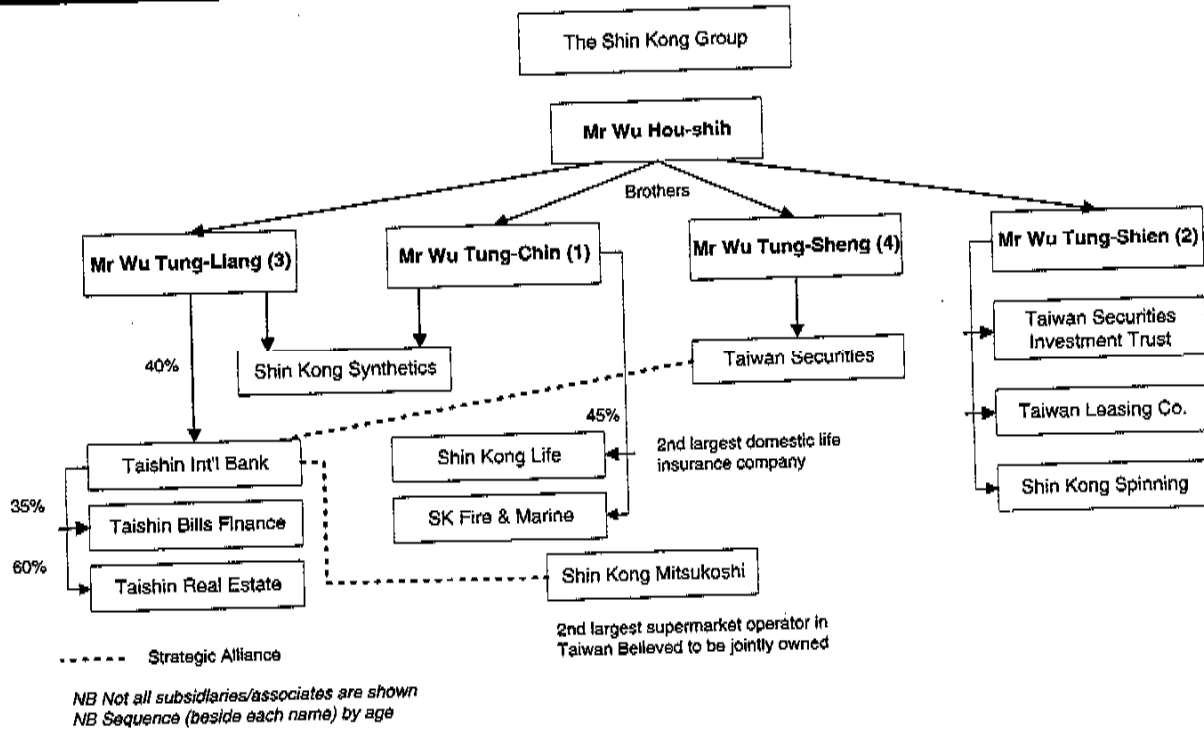 The Shin Kong Group
Mr Wu Hou-shih
Brothers
Mr Wu Tung-Liang (3)
Mr Wu Tung-Chin (1)
Mr Wu Tung-Sheng (4)
Mr Wu Tung-Shien (2)
40%
Shin Kong Synthetics
Taiwan Securities
Taiwan Securities
Investment Trust
Taiwan Leasing Co.
Shin Kong Spinning
45%
Taishin Int'l Bank
Shin Kong Life
2nd largest domestic life
insurance company
35%
Taishin Bills Finance
SK Fire & Marine
60%
Taishin Real Estate
Shin Kong Mitsukoshi
2nd largest supermarket operator in
Taiwan Believed to be jointly owned
Strategic Alliance
NB Not all subsidiaries/associates are shown
NB Sequence (beside each name) by age